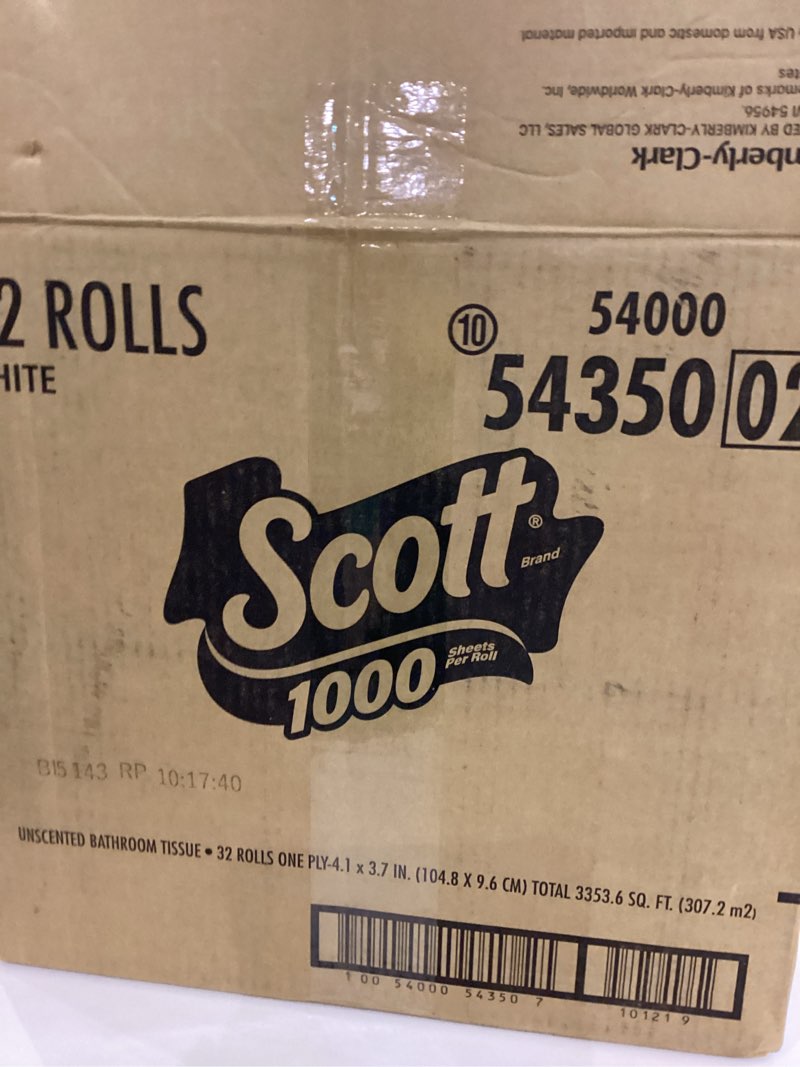 USA from domestic and imported material
marks of Kimberly-Clark Worldwide, Inc.
54956
BY KIMBERLY-CLARK GLOBAL SALES, LLC
mberly-Clark
2 ROLLS
HITE
10
54000
54350 02
Scott
® Brand
1000 Sheets
Per Roll
BI5143 RP 10:17:40
UNSCENTED BATHROOM TISSUE • 32 ROLLS ONE PLY-4.1 x 3.7 IN. (104.8 X 9.6 CM) TOTAL 3353.6 SQ. FT. (307.2 m2)
1 00 54000 54350 7
10121 9